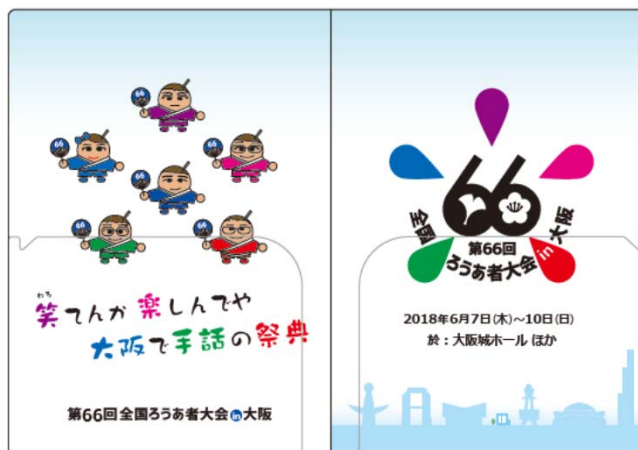 66
66
66
66
66
66
わろ
笑てんか 楽しんでや
大阪で手話の祭典
第66回全国ろうあ者大会in大阪
66
全国
第66回
ろうあ者大会in大阪
2018年6月7日(木)~10日(日)
於:大阪城ホール ほか